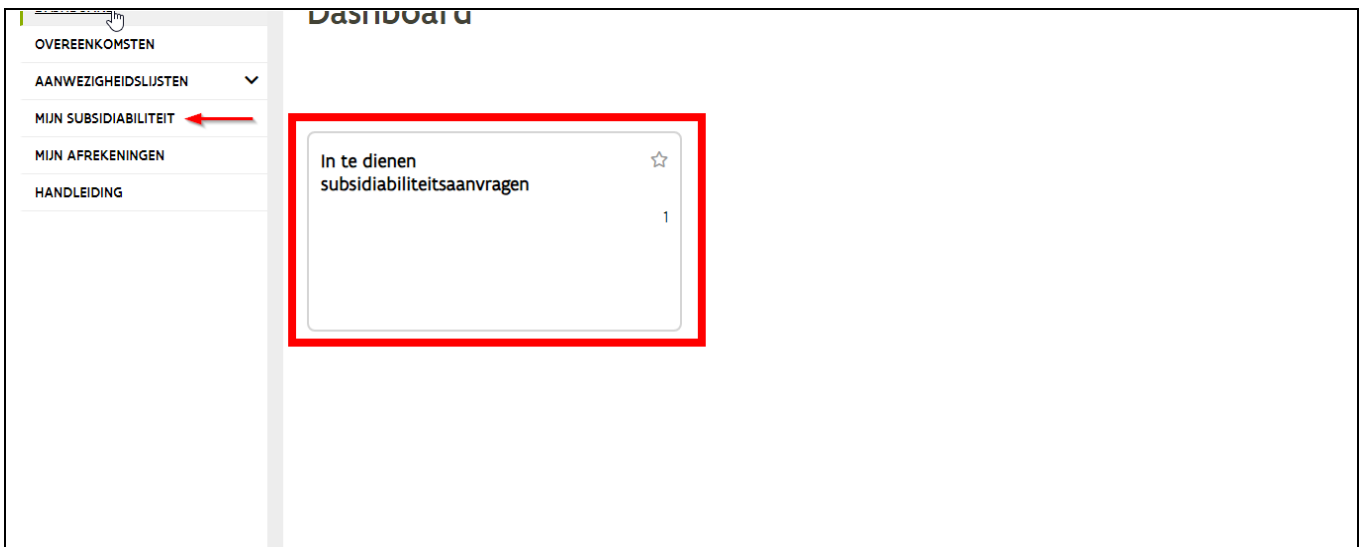 Dashboard
OVEREENKOMSTEN
AANWEZIGHEIDSLIJSTEN
MIJN SUBSIDIABILITEIT
MIJN AFREKENINGEN
HANDLEIDING
In te dienen
subsidiabiliteitsaanvragen
1